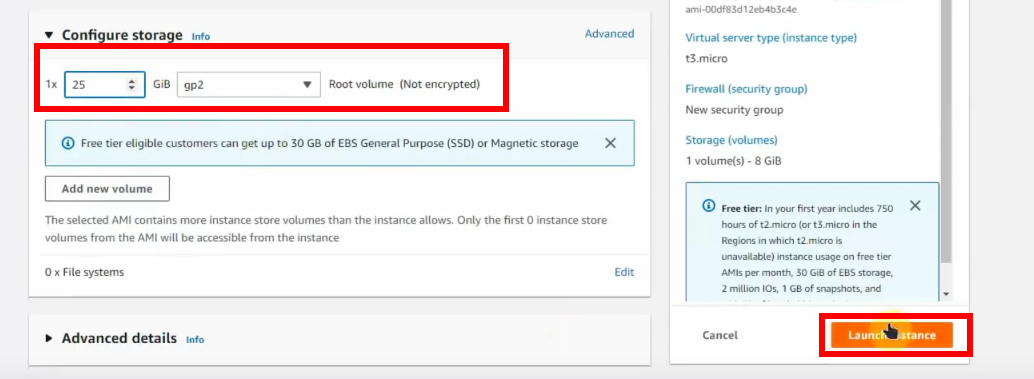 Configure storage Info
Advanced
1x 25 GiB gp2 Root volume (Not encrypted)
Free tier eligible customers can get up to 30 GB of EBS General Purpose (SSD) or Magnetic storage
Add new volume
The selected AMI contains more instance store volumes than the instance allows. Only the first 0 instance store
volumes from the AMI will be accessible from the instance
0 x File systems
Edit
Advanced details Info
ami-00df83d12eb4b3c4e
Virtual server type (instance type)
t3.micro
Firewall (security group)
New security group
Storage (volumes)
1 volume(s) - 8 GiB
Free tier: In your first year includes 750
hours of t2.micro (or t3.micro in the
Regions in which t2.micro is
unavailable) instance usage on free tier
AMIs per month, 30 GiB of EBS storage,
2 million IOs, 1 GB of snapshots, and
Cancel
Launch instance